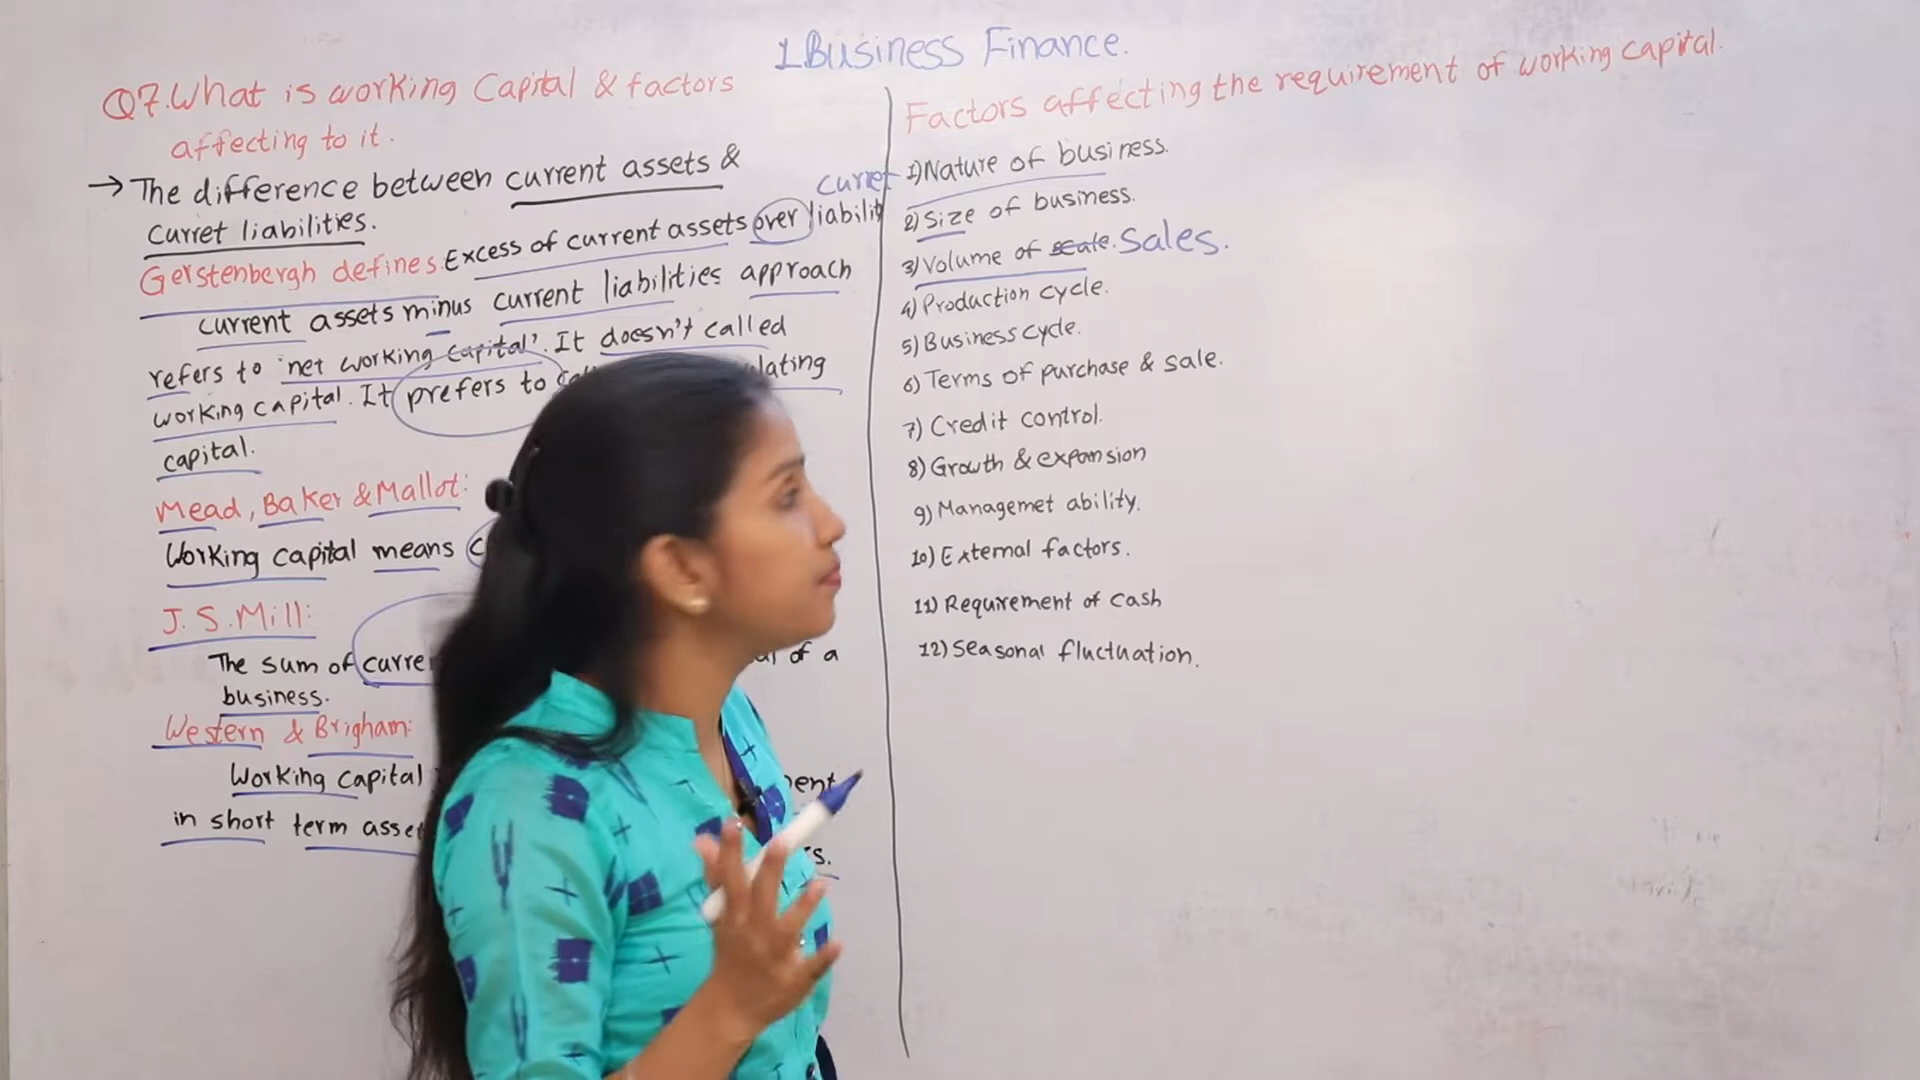 1 Business Finance.
Q7. What is working Capital & factors
affecting to it.
→ The difference between current assets &
curret liabilities.
curret
Gerstenbergh defines. Excess of current assets over liabilit
current assets minus current liabilities approach
refers to 'net working capital'. It doesn't called
working capital. It prefers to lating
capital.
Mead, Baker & Mallot:
Working capital means
J. S. Mill:
The sum of curre of a
business.
Western & Brigham:
Working capital
in short term asse
Factors affecting the requirement of working capital.
1) Nature of business.
2) Size of business.
3) Volume of scale. Sales.
4) Production cycle.
5) Business cycle.
6) Terms of purchase & sale.
7) Credit control.
8) Growth & expansion
9) Managemet ability.
10) External factors.
11) Requirement of cash
12) Seasonal fluctuation.